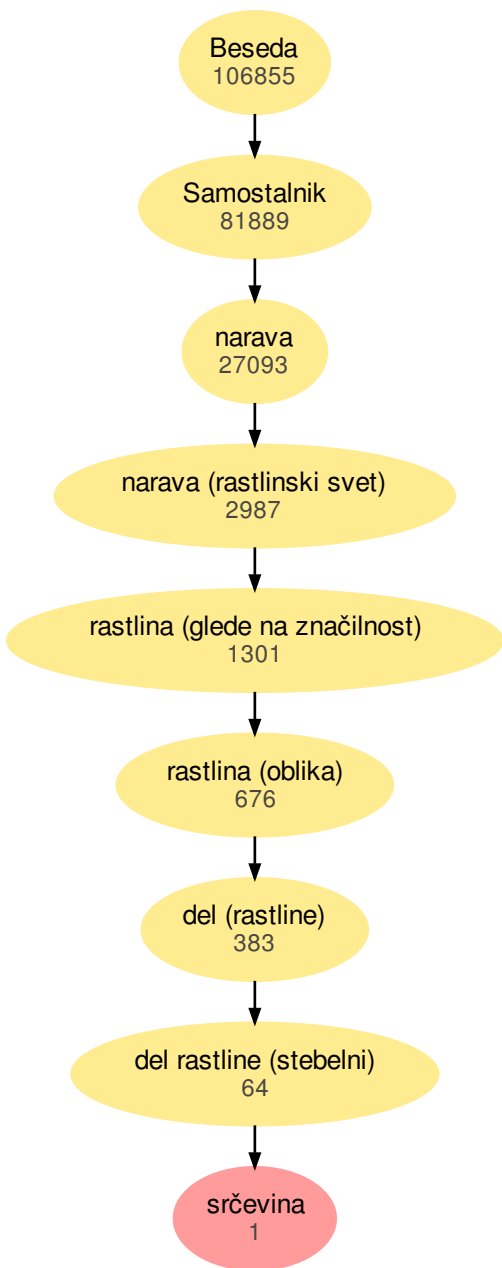 Beseda
106855
Samostalnik
81889
narava
27093
narava (rastlinski svet)
2987
rastlina (glede na značilnost)
1301
rastlina (oblika)
676
del (rastline)
383
del rastline (stebelni)
64
srčevina
1